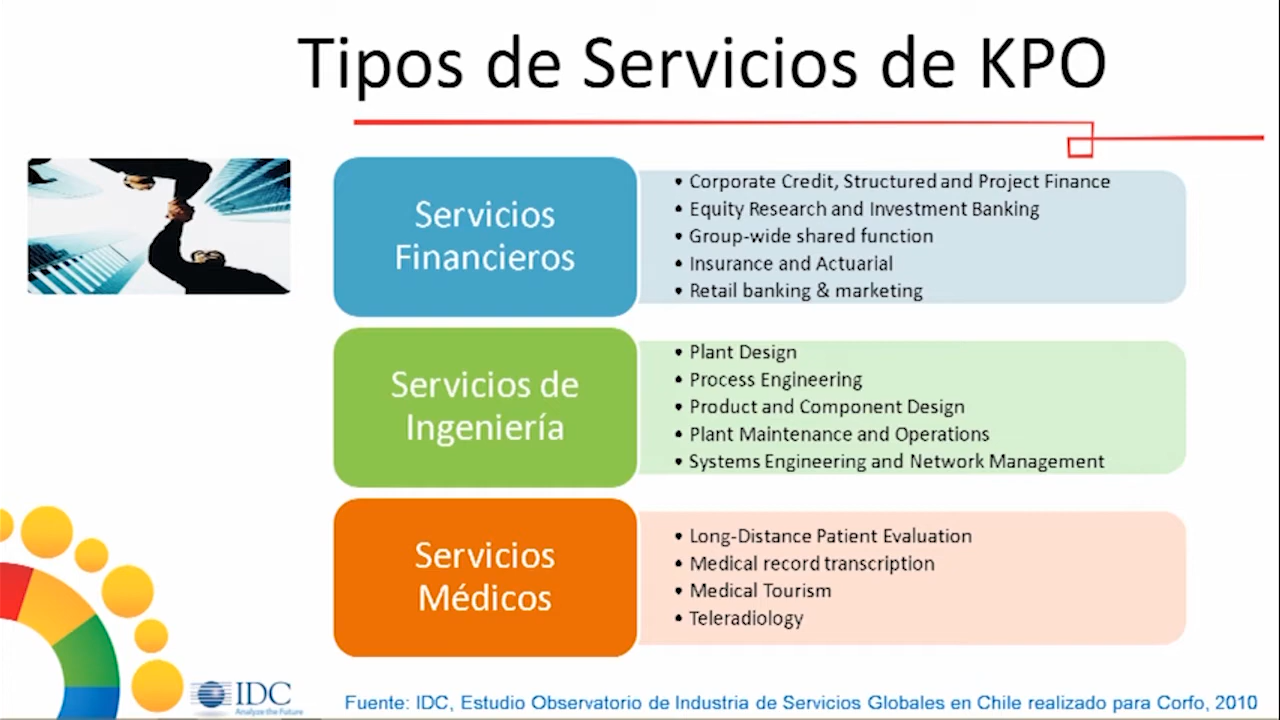 Tipos de Servicios de KPO
Servicios
Financieros
• Corporate Credit, Structured and Project Finance
• Equity Research and Investment Banking
• Group-wide shared function
• Insurance and Actuarial
• Retail banking & marketing
Servicios de
Ingeniería
• Plant Design
• Process Engineering
• Product and Component Design
• Plant Maintenance and Operations
• Systems Engineering and Network Management
Servicios
Médicos
• Long-Distance Patient Evaluation
• Medical record transcription
• Medical Tourism
• Teleradiology
IDC
Analyze the Future
Fuente: IDC, Estudio Observatorio de Industria de Servicios Globales en Chile realizado para Corfo, 2010